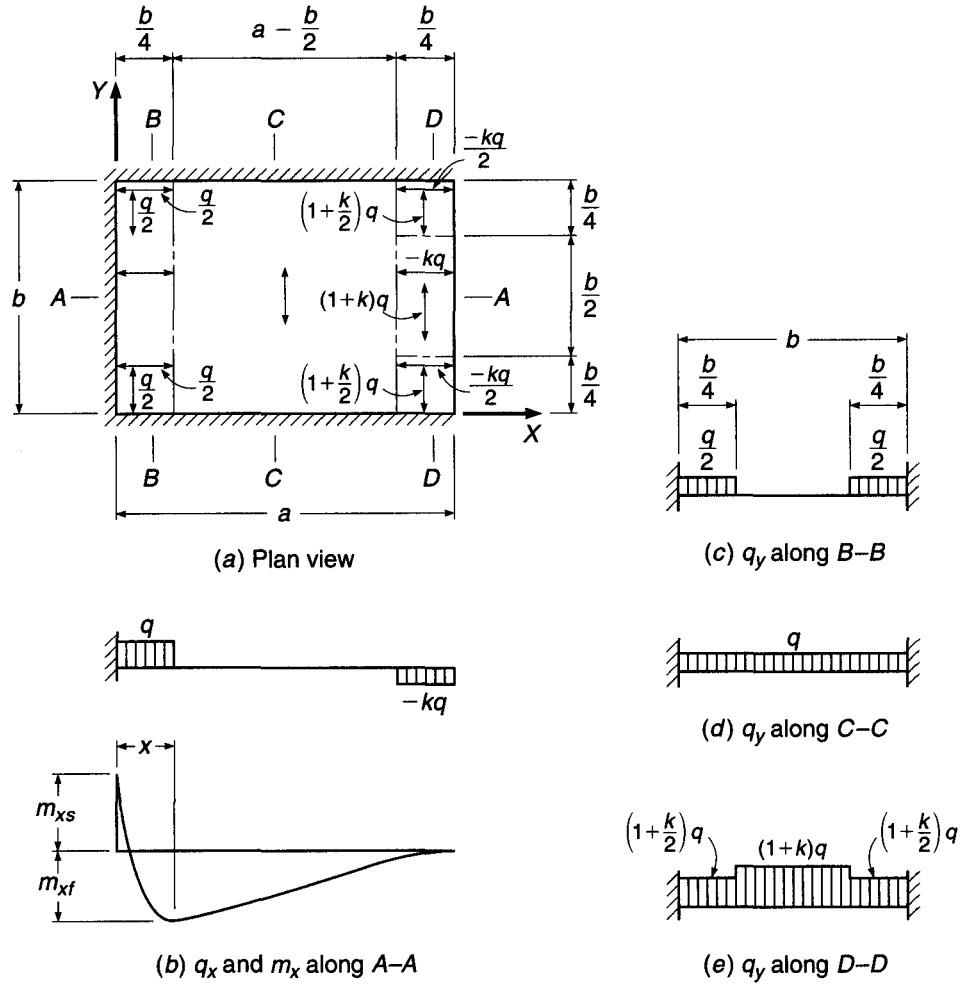 b/4
a − b/2
b/4
Y
B
C
D
−kq/2
q/2
q/2
(1+k/2)q
b/4
−kq
b
A
(1+k)q
A
b/2
q/2
q/2
(1+k/2)q
−kq/2
b/4
X
B
C
D
a
(a) Plan view
b
b/4
b/4
q/2
q/2
(c) q_y along B–B
q
−kq
q
(d) q_y along C–C
x
m_xs
m_xf
(b) q_x and m_x along A–A
(1+k/2)q
(1+k)q
(1+k/2)q
(e) q_y along D–D